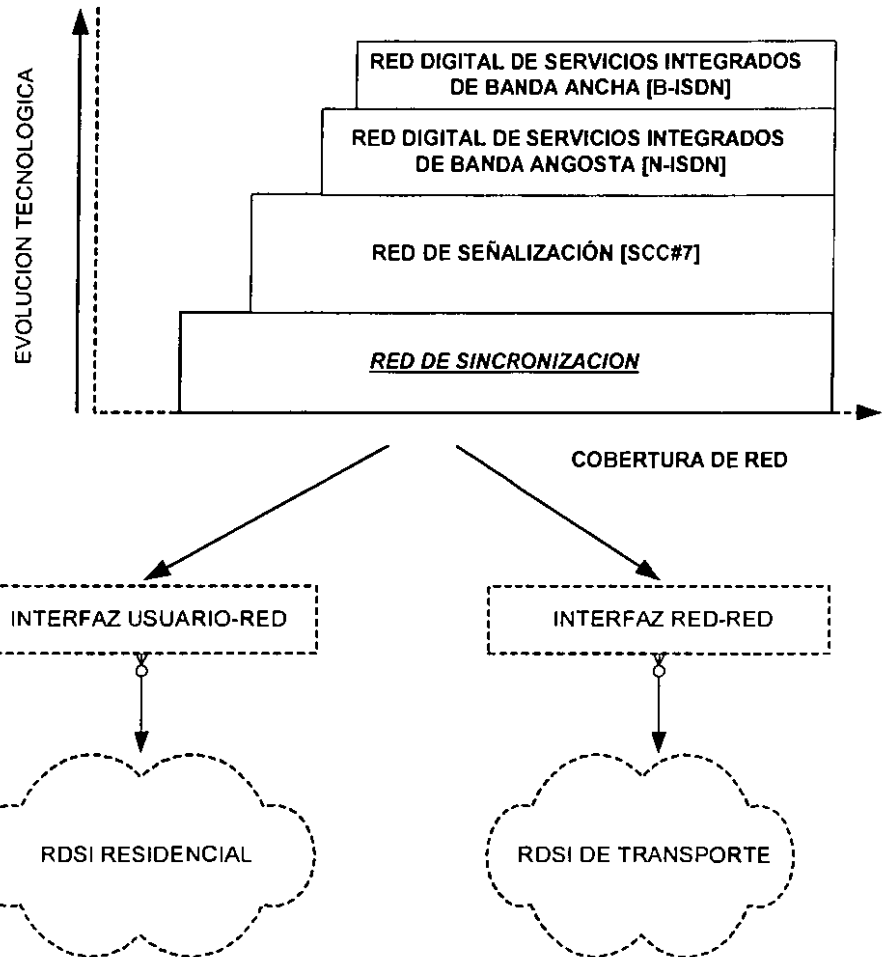 EVOLUCION TECNOLOGICA
RED DIGITAL DE SERVICIOS INTEGRADOS
DE BANDA ANCHA [B-ISDN]
RED DIGITAL DE SERVICIOS INTEGRADOS
DE BANDA ANGOSTA [N-ISDN]
RED DE SEÑALIZACIÓN [SCC#7]
RED DE SINCRONIZACION
COBERTURA DE RED
INTERFAZ USUARIO-RED
INTERFAZ RED-RED
RDSI RESIDENCIAL
RDSI DE TRANSPORTE